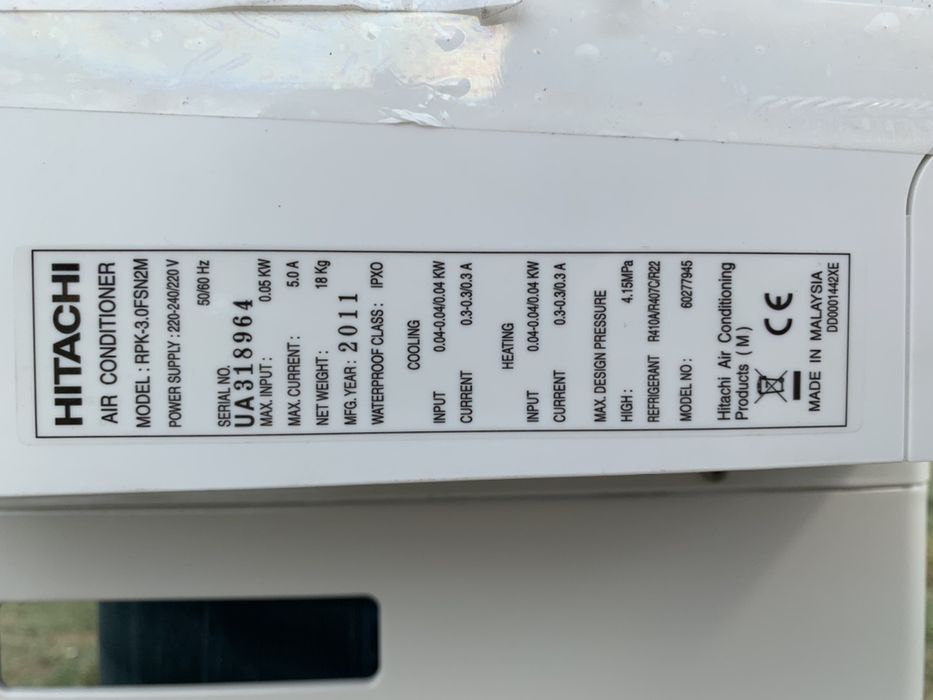 HITACHI
AIR CONDITIONER
MODEL : RPK-3.0FSN2M
POWER SUPPLY : 220-240/220 V
50/60 Hz
SERIAL NO.
UA318964
MAX. INPUT : 0.05 KW
MAX. CURRENT : 5.0 A
NET WEIGHT : 18 Kg
MFG. YEAR : 2011
WATERPROOF CLASS : IPXO
COOLING
INPUT 0.04-0.04/0.04 KW
CURRENT 0.3-0.3/0.3 A
HEATING
INPUT 0.04-0.04/0.04 KW
CURRENT 0.3-0.3/0.3 A
MAX. DESIGN PRESSURE
HIGH : 4.15MPa
REFRIGERANT R410A/R407C/R22
MODEL NO : 60277945
Hitachi Air Conditioning
Products ( M )
CE
MADE IN MALAYSIA
DD0001442XE